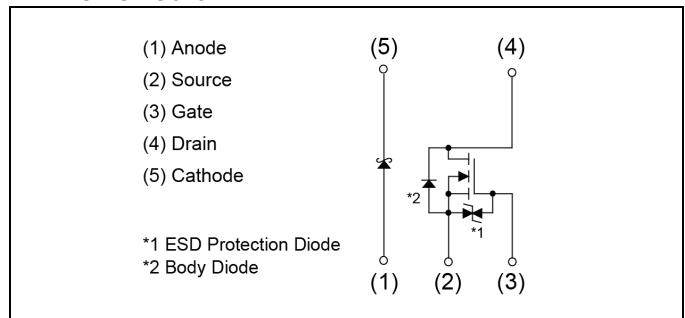 (1) Anode
(2) Source
(3) Gate
(4) Drain
(5) Cathode
*1 ESD Protection Diode
*2 Body Diode
(5) (4)
*2
*1
(1) (2) (3)